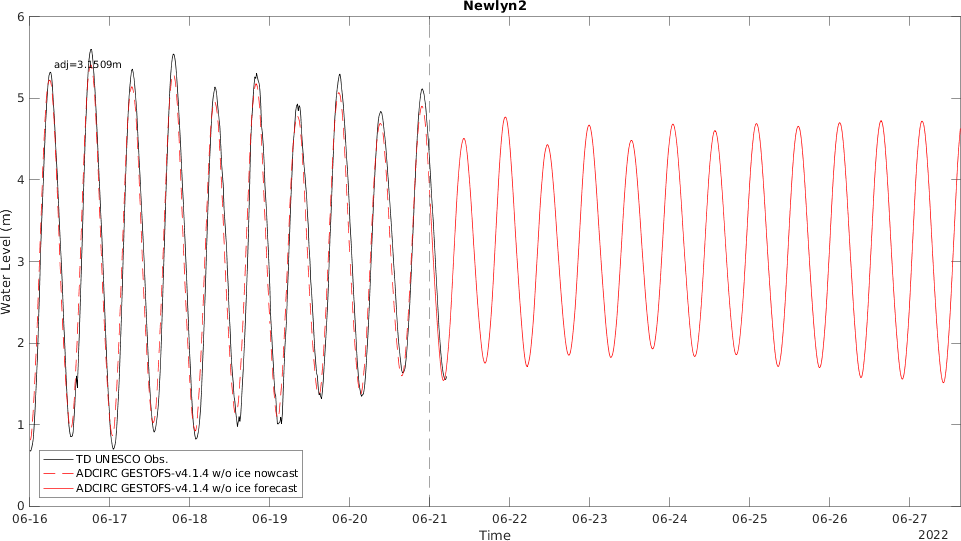 Newlyn2
Water Level (m)
6
5
4
3
2
1
0
adj=3.1509m
TD UNESCO Obs.
ADCIRC GESTOFS-v4.1.4 w/o ice nowcast
ADCIRC GESTOFS-v4.1.4 w/o ice forecast
06-16 06-17 06-18 06-19 06-20 06-21 06-22 06-23 06-24 06-25 06-26 06-27
Time
2022